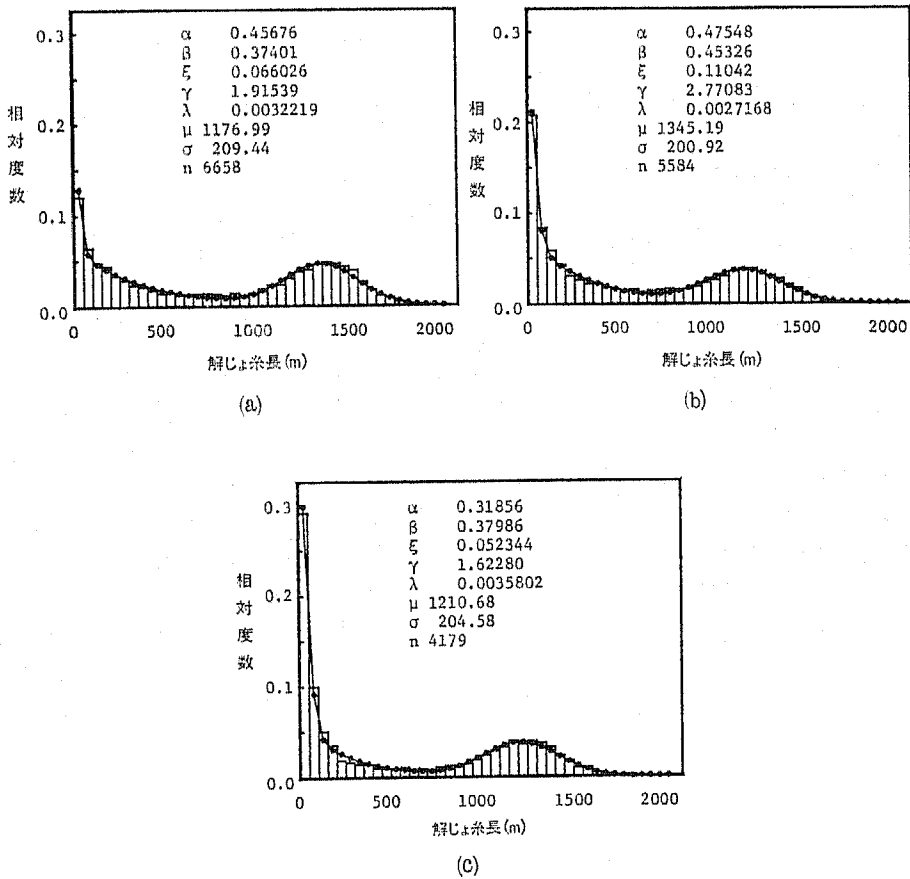 0.3
0.2
0.1
0.0
相対度数
α 0.45676
β 0.37401
ξ 0.066026
γ 1.91539
λ 0.0032219
μ 1176.99
σ 209.44
n 6658
0 500 1000 1500 2000
解じょ糸長(m)
(a)
0.3
0.2
0.1
0.0
相対度数
α 0.47548
β 0.45326
ξ 0.11042
γ 2.77083
λ 0.0027168
μ 1345.19
σ 200.92
n 5584
0 500 1000 1500 2000
解じょ糸長(m)
(b)
0.3
0.2
0.1
0.0
相対度数
α 0.31856
β 0.37986
ξ 0.052344
γ 1.62280
λ 0.0035802
μ 1210.68
σ 204.58
n 4179
0 500 1000 1500 2000
解じょ糸長(m)
(c)